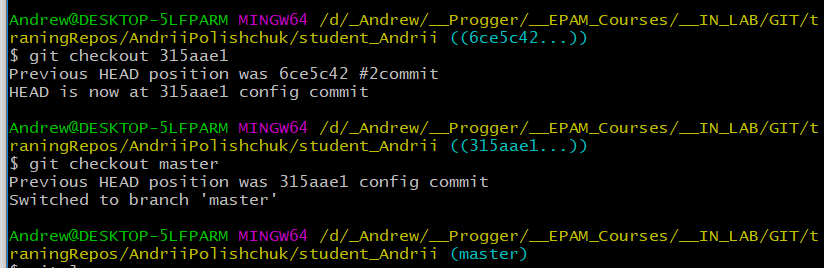 Andrew@DESKTOP-5LFPARM MINGW64 /d/_Andrew/__Progger/__EPAM_Courses/__IN_LAB/GIT/t
raningRepos/AndriiPolishchuk/student_Andrii ((6ce5c42...))
$ git checkout 315aae1
Previous HEAD position was 6ce5c42 #2commit
HEAD is now at 315aae1 config commit
Andrew@DESKTOP-5LFPARM MINGW64 /d/_Andrew/__Progger/__EPAM_Courses/__IN_LAB/GIT/t
raningRepos/AndriiPolishchuk/student_Andrii ((315aae1...))
$ git checkout master
Previous HEAD position was 315aae1 config commit
Switched to branch 'master'
Andrew@DESKTOP-5LFPARM MINGW64 /d/_Andrew/__Progger/__EPAM_Courses/__IN_LAB/GIT/t
raningRepos/AndriiPolishchuk/student_Andrii (master)